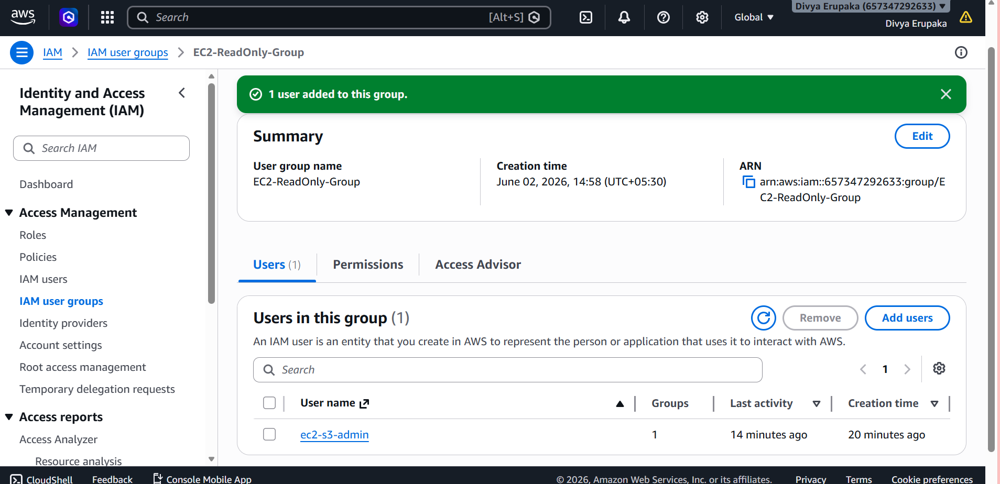 aws
Search
[Alt+S]
Global
Divya Erupaka (657347292633)
Divya Erupaka
IAM
IAM user groups
EC2-ReadOnly-Group
Identity and Access
Management (IAM)
Search IAM
Dashboard
Access Management
Roles
Policies
IAM users
IAM user groups
Identity providers
Account settings
Root access management
Temporary delegation requests
Access reports
Access Analyzer
Resource analysis
1 user added to this group.
Summary
Edit
User group name
EC2-ReadOnly-Group
Creation time
June 02, 2026, 14:58 (UTC+05:30)
ARN
arn:aws:iam::657347292633:group/E
C2-ReadOnly-Group
Users (1)
Permissions
Access Advisor
Users in this group (1)
Remove
Add users
An IAM user is an entity that you create in AWS to represent the person or application that uses it to interact with AWS.
Search
1
User name
Groups
Last activity
Creation time
ec2-s3-admin
1
14 minutes ago
20 minutes ago
CloudShell
Feedback
Console Mobile App
© 2026, Amazon Web Services, Inc. or its affiliates.
Privacy
Terms
Cookie preferences